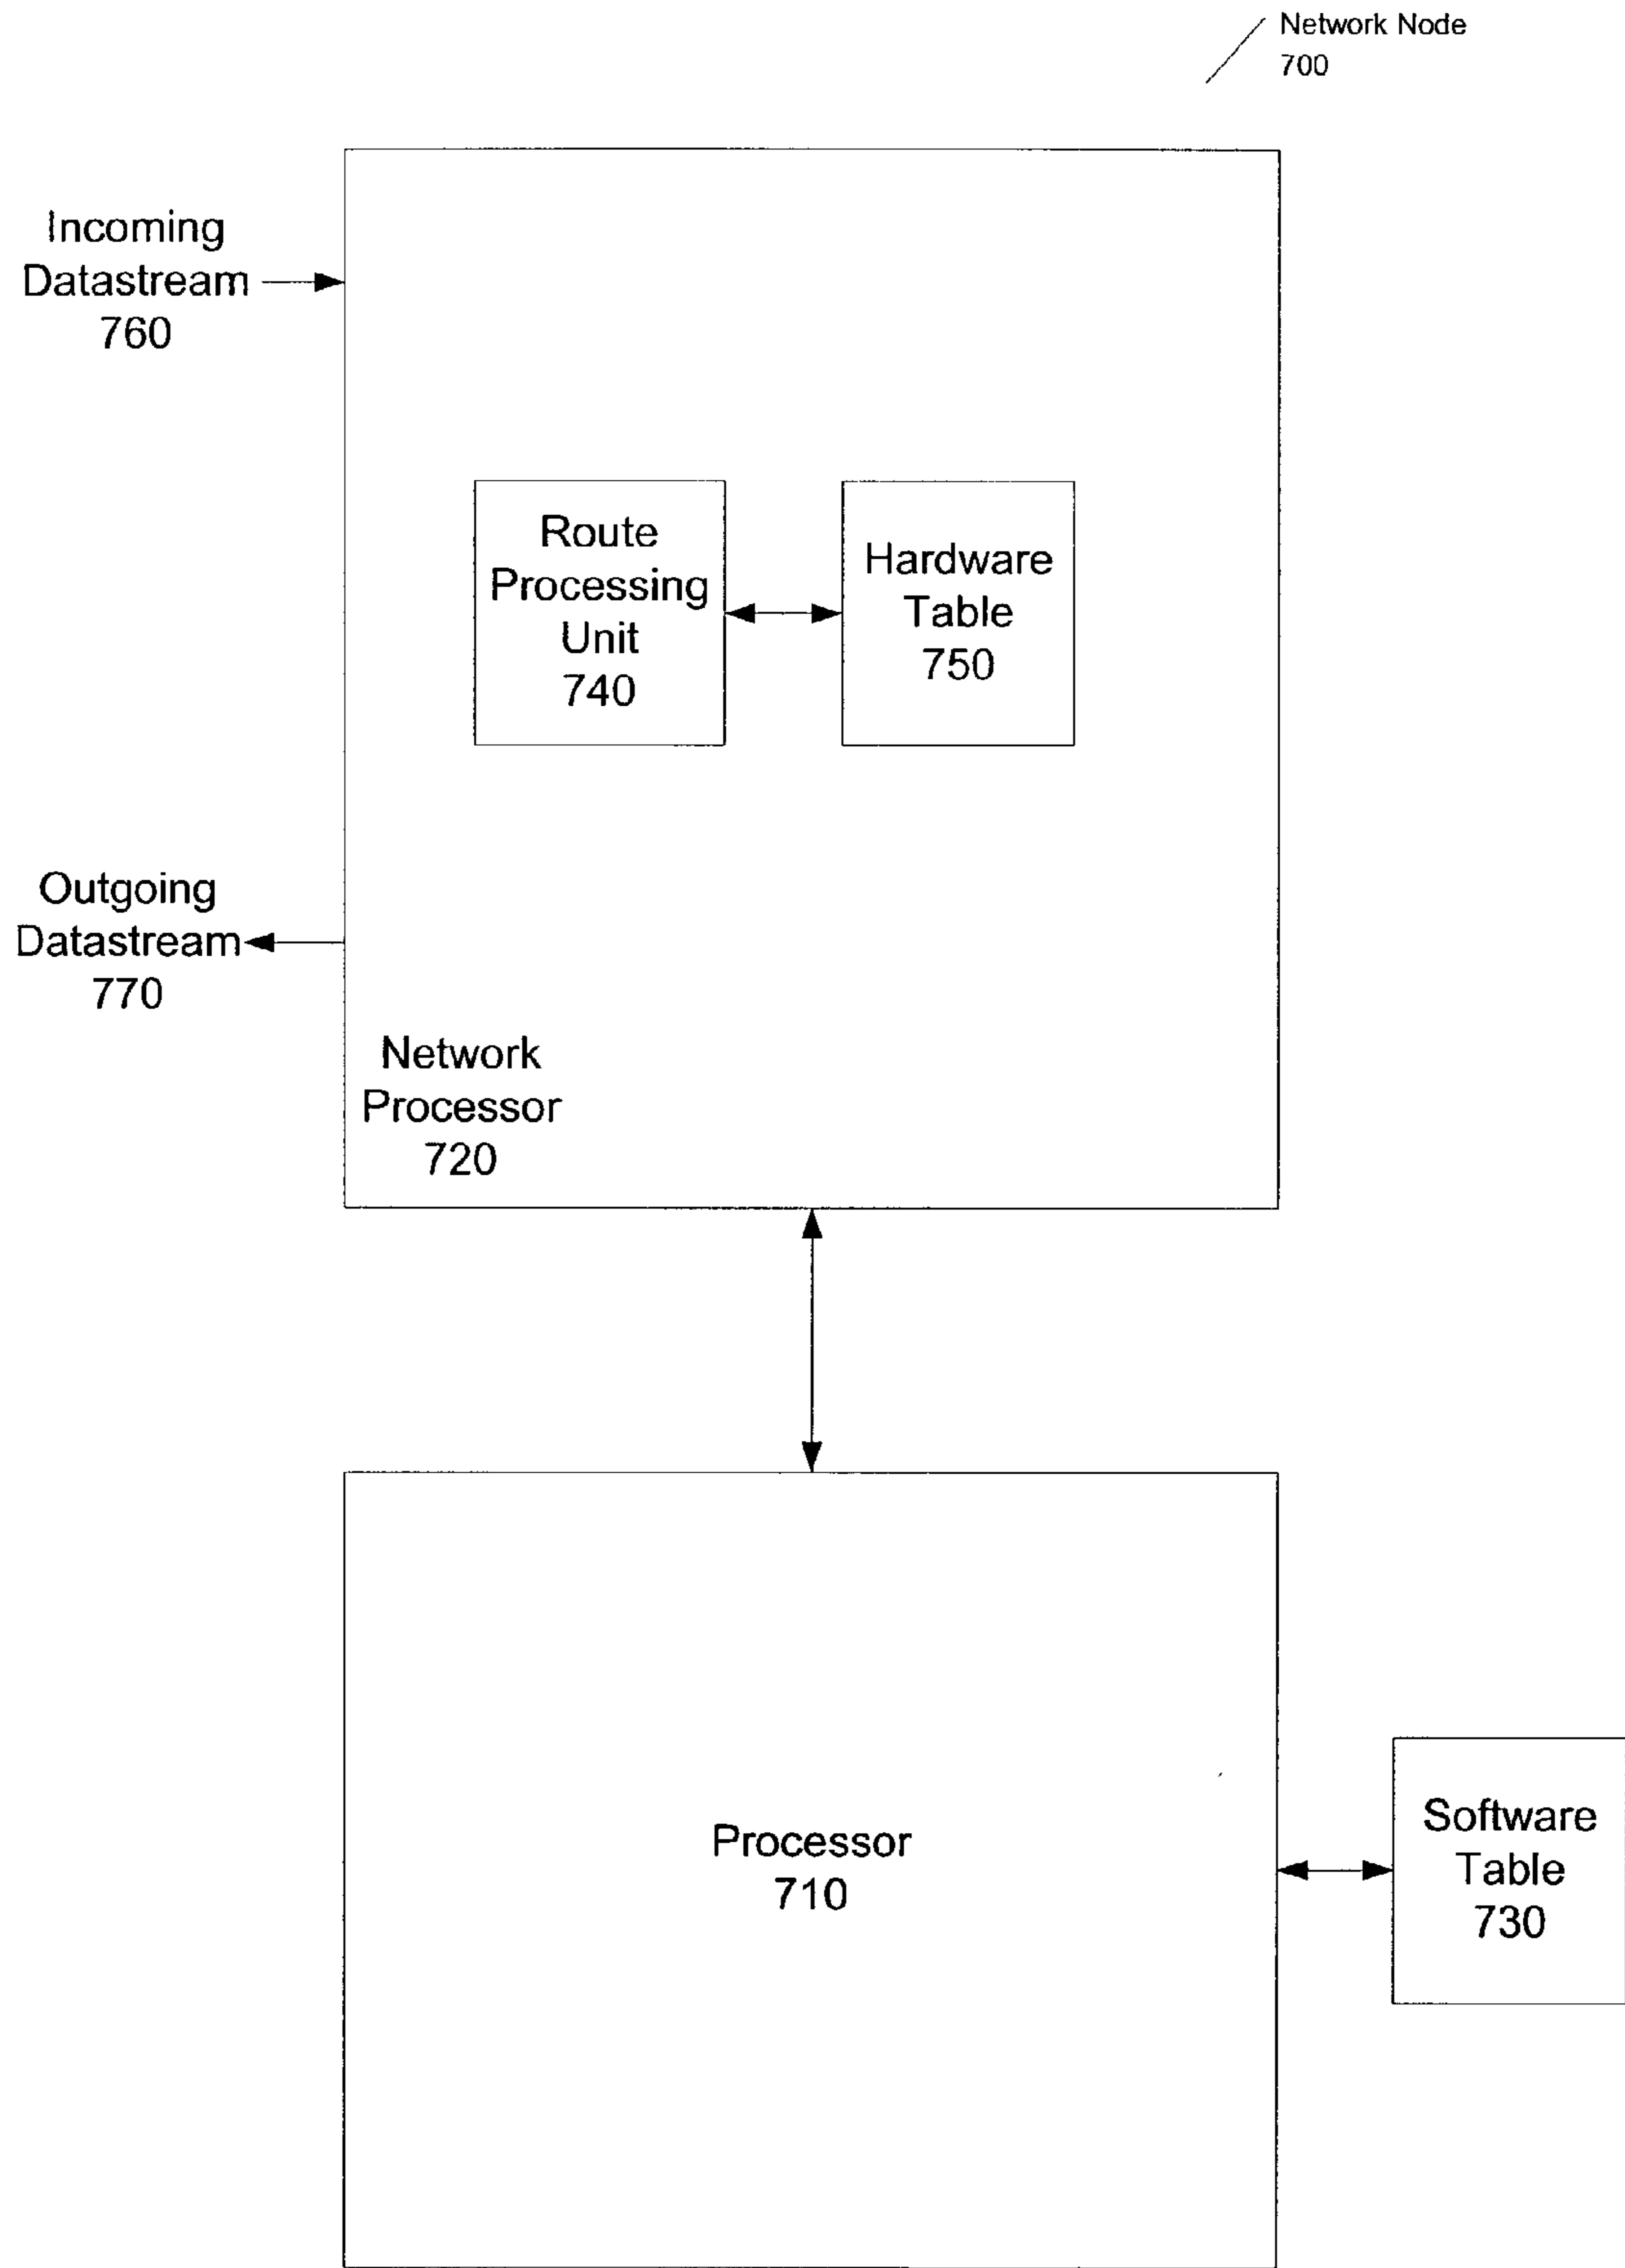 Network Node
700
Incoming
Datastream
760
Route
Processing
Unit
740
Hardware
Table
750
Outgoing
Datastream
770
Network
Processor
720
Processor
710
Software
Table
730